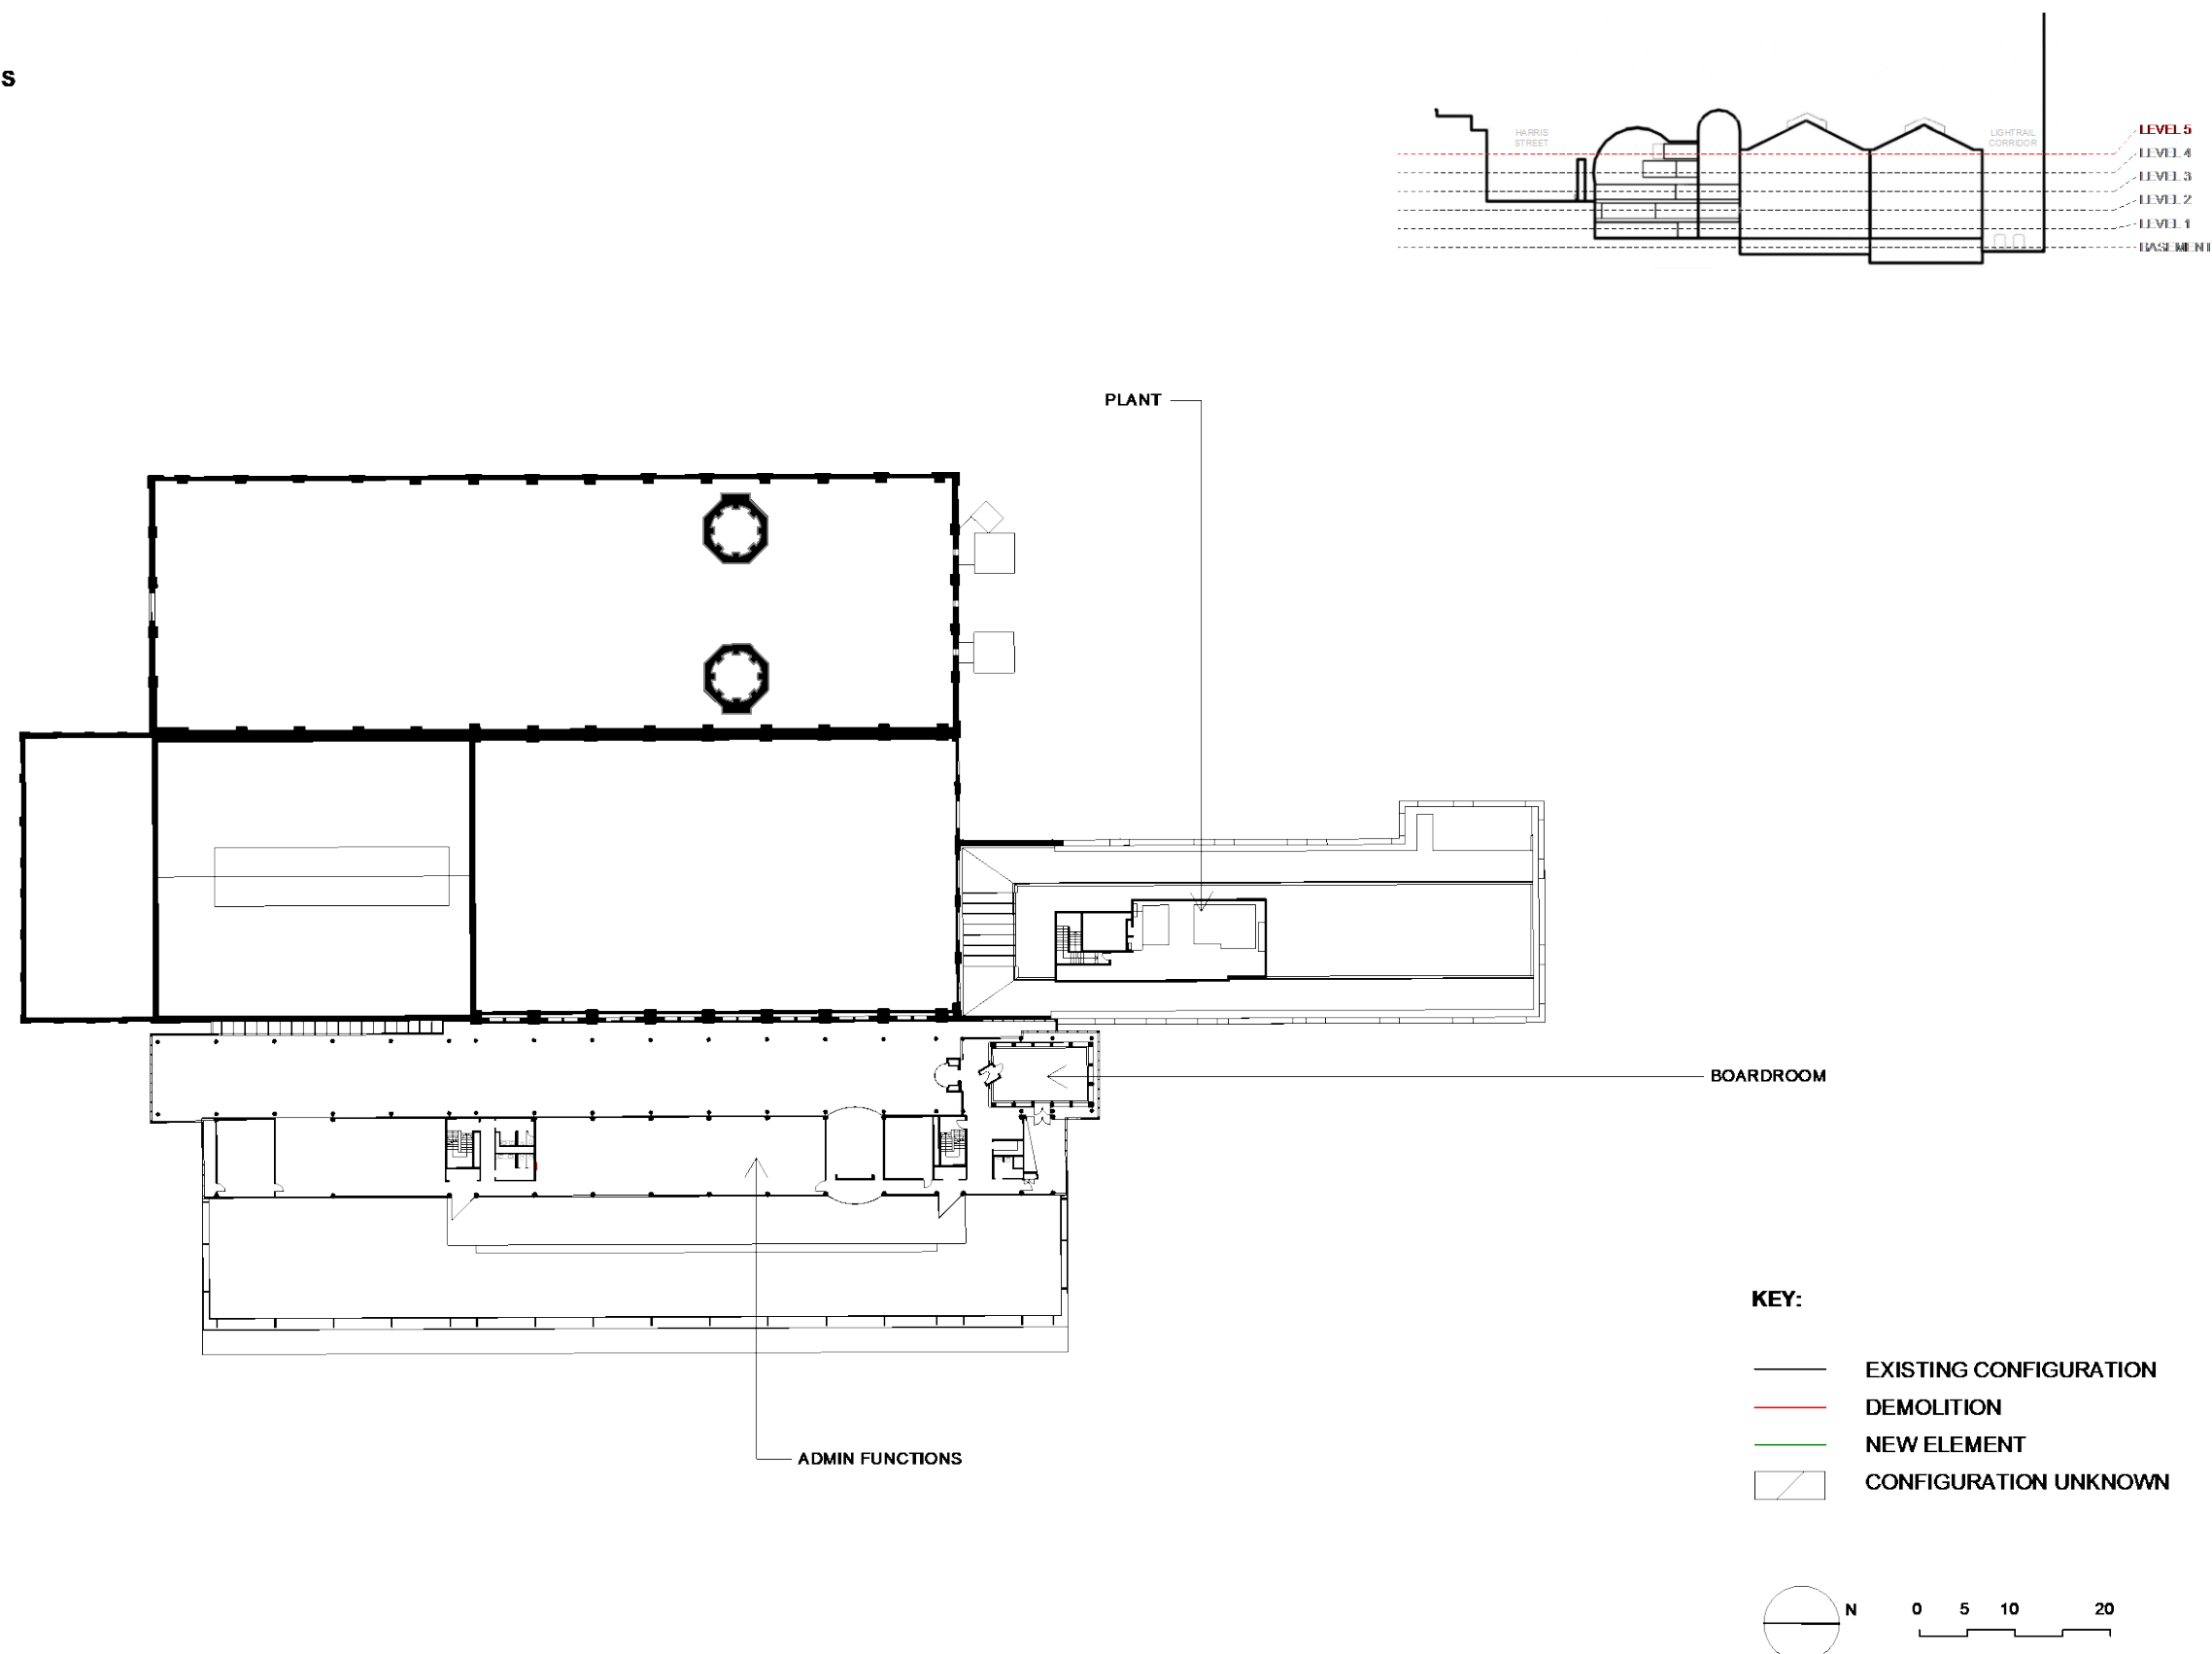 S
HARRIS
STREET
LIGHTRAIL
CORRIDOR
LEVEL 5
LEVEL 4
LEVEL 3
LEVEL 2
LEVEL 1
BASEMENT
PLANT
BOARDROOM
ADMIN FUNCTIONS
KEY:
EXISTING CONFIGURATION
DEMOLITION
NEW ELEMENT
CONFIGURATION UNKNOWN
N
0 5 10 20